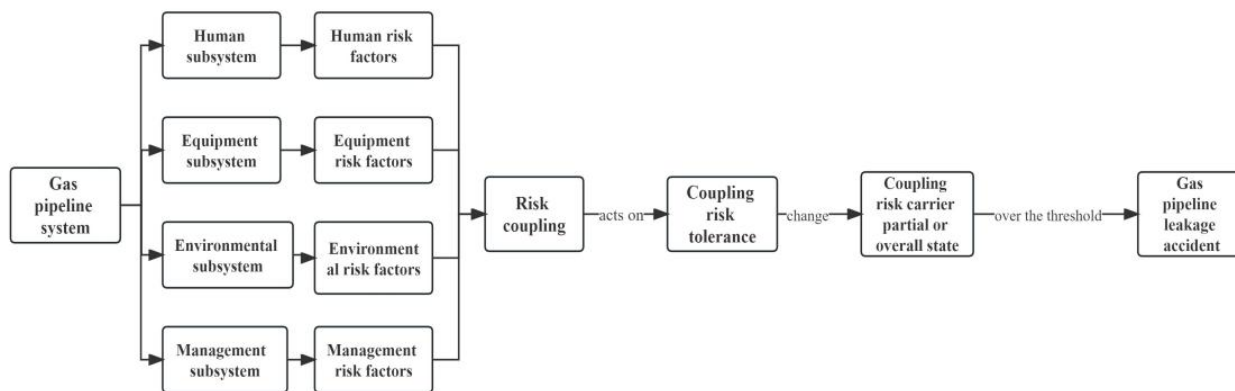 Gas
pipeline
system
Human
subsystem
Human risk
factors
Equipment
subsystem
Equipment
risk factors
Environmental
subsystem
Environment
al risk factors
Management
subsystem
Management
risk factors
Risk
coupling
acts on
Coupling
risk
tolerance
change
Coupling
risk carrier
partial or
overall state
over the threshold
Gas
pipeline
leakage
accident